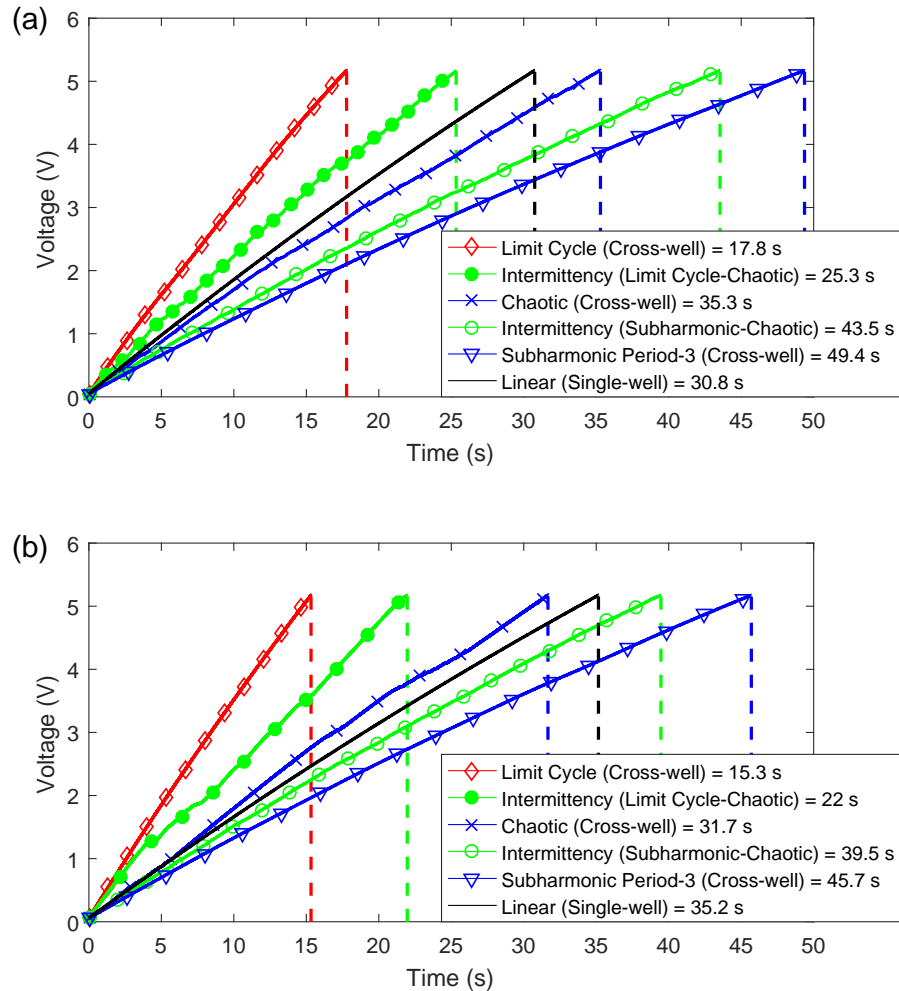 (a)
6
5
4
3
2
1
0
Voltage (V)
Limit Cycle (Cross-well) = 17.8 s
Intermittency (Limit Cycle-Chaotic) = 25.3 s
Chaotic (Cross-well) = 35.3 s
Intermittency (Subharmonic-Chaotic) = 43.5 s
Subharmonic Period-3 (Cross-well) = 49.4 s
Linear (Single-well) = 30.8 s
0 5 10 15 20 25 30 35 40 45 50
Time (s)
(b)
6
5
4
3
2
1
0
Voltage (V)
Limit Cycle (Cross-well) = 15.3 s
Intermittency (Limit Cycle-Chaotic) = 22 s
Chaotic (Cross-well) = 31.7 s
Intermittency (Subharmonic-Chaotic) = 39.5 s
Subharmonic Period-3 (Cross-well) = 45.7 s
Linear (Single-well) = 35.2 s
0 5 10 15 20 25 30 35 40 45 50
Time (s)